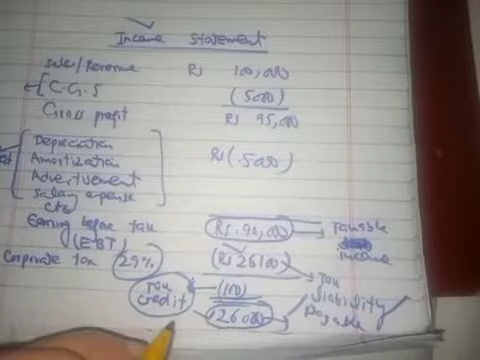 Income Statement
Sale/Revenue Rs 100,000
C.G.S (5000)
Gross profit Rs 95,000
Depreciation
Amortization Rs (5000)
Advertisement
Salary expense
etc
Earning before tax Rs. 90,000 Taxable
(EBT) income
Corporate tax 29% (Rs 26100) Tax
Tax (100) liability
credit 26000 Payable